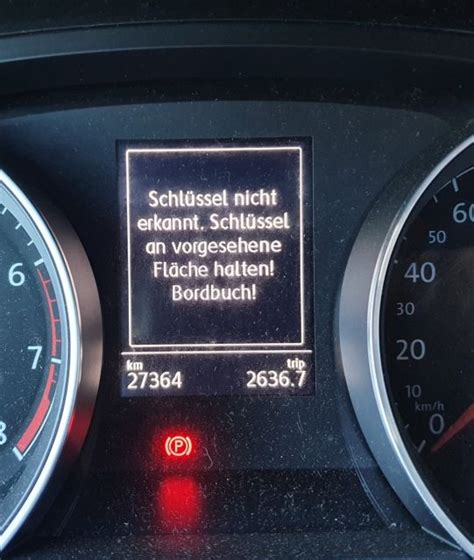 Schlüssel nicht
erkannt. Schlüssel
an vorgesehene
Fläche halten!
Bordbuch!
km trip
27364 2636.7
6
7
8
60
50
40
30
20
10
km/h
0
P